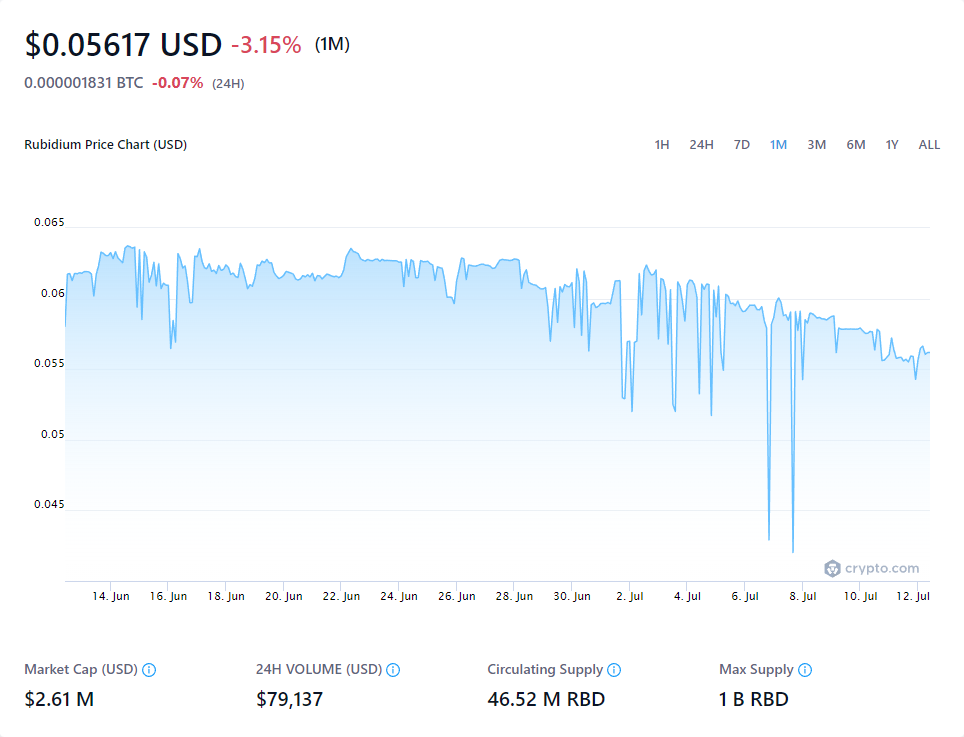 $0.05617 USD -3.15% (1M)
0.000001831 BTC -0.07% (24H)
Rubidium Price Chart (USD) 1H 24H 7D 1M 3M 6M 1Y ALL
0.065
0.06
0.055
0.05
0.045
crypto.com
14. Jun 16. Jun 18. Jun 20. Jun 22. Jun 24. Jun 26. Jun 28. Jun 30. Jun 2. Jul 4. Jul 6. Jul 8. Jul 10. Jul 12. Jul
Market Cap (USD) 24H VOLUME (USD) Circulating Supply Max Supply
$2.61 M $79,137 46.52 M RBD 1 B RBD